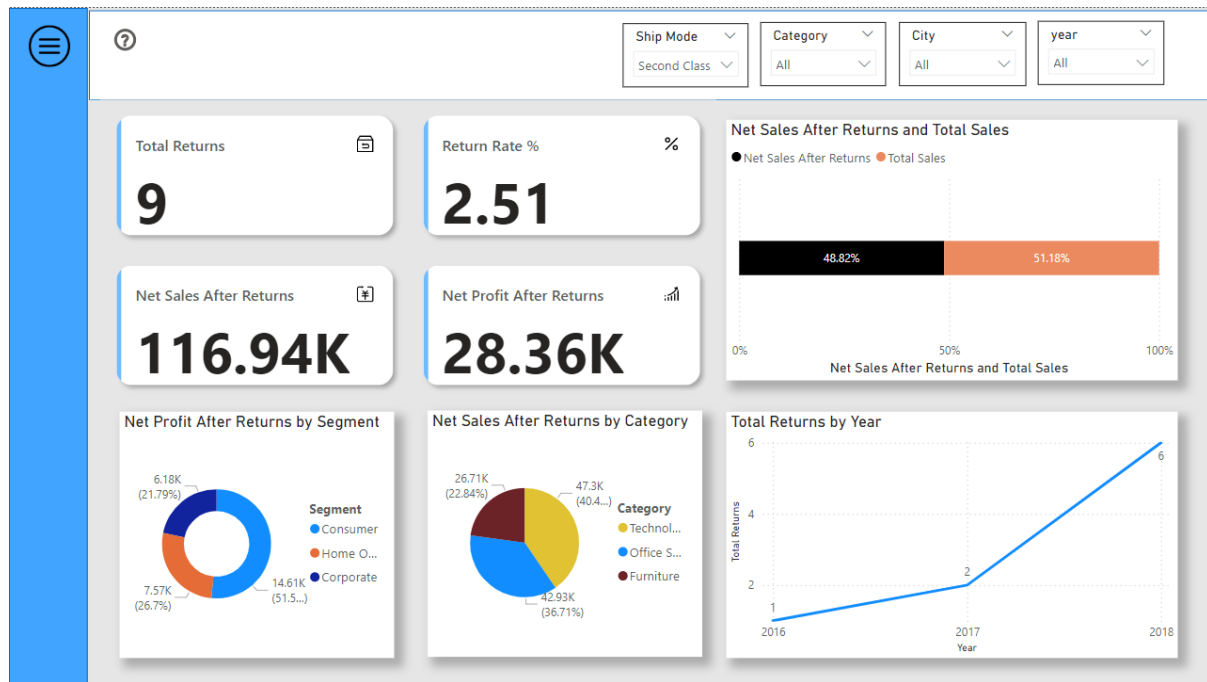 ?
Ship Mode
Second Class
Category
All
City
All
year
All
Total Returns
9
Return Rate %
%
2.51
Net Sales After Returns
¥
116.94K
Net Profit After Returns
28.36K
Net Sales After Returns and Total Sales
Net Sales After Returns Total Sales
48.82% 51.18%
0% 50% 100%
Net Sales After Returns and Total Sales
Net Profit After Returns by Segment
6.18K
(21.79%)
7.57K
(26.7%)
14.61K
(51.5...)
Segment
Consumer
Home O...
Corporate
Net Sales After Returns by Category
26.71K
(22.84%)
47.3K
(40.4...)
42.93K
(36.71%)
Category
Technol...
Office S...
Furniture
Total Returns by Year
Total Returns
6
4
2
1
2
6
2016 2017 2018
Year